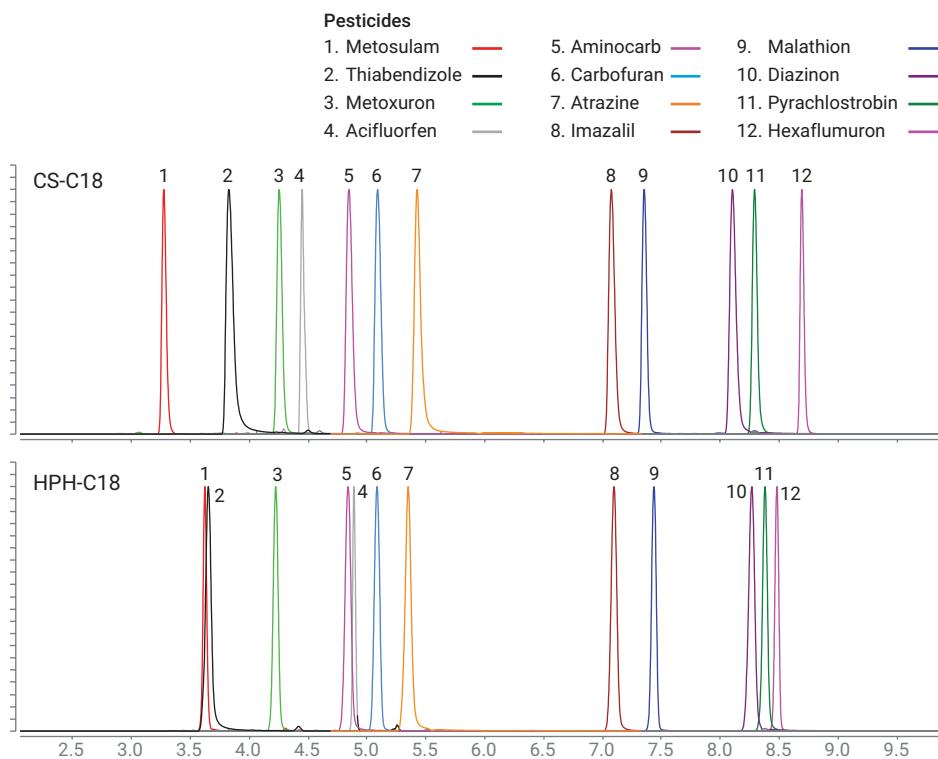 Pesticides
1. Metosulam 5. Aminocarb 9. Malathion
2. Thiabendizole 6. Carbofuran 10. Diazinon
3. Metoxuron 7. Atrazine 11. Pyrachlostrobin
4. Acifluorfen 8. Imazalil 12. Hexaflumuron
CS-C18 1 2 3 4 5 6 7 8 9 10 11 12
HPH-C18 1 3 5 6 7 8 9 11
2 4 10 12
2.5 3.0 3.5 4.0 4.5 5.0 5.5 6.0 6.5 7.0 7.5 8.0 8.5 9.0 9.5